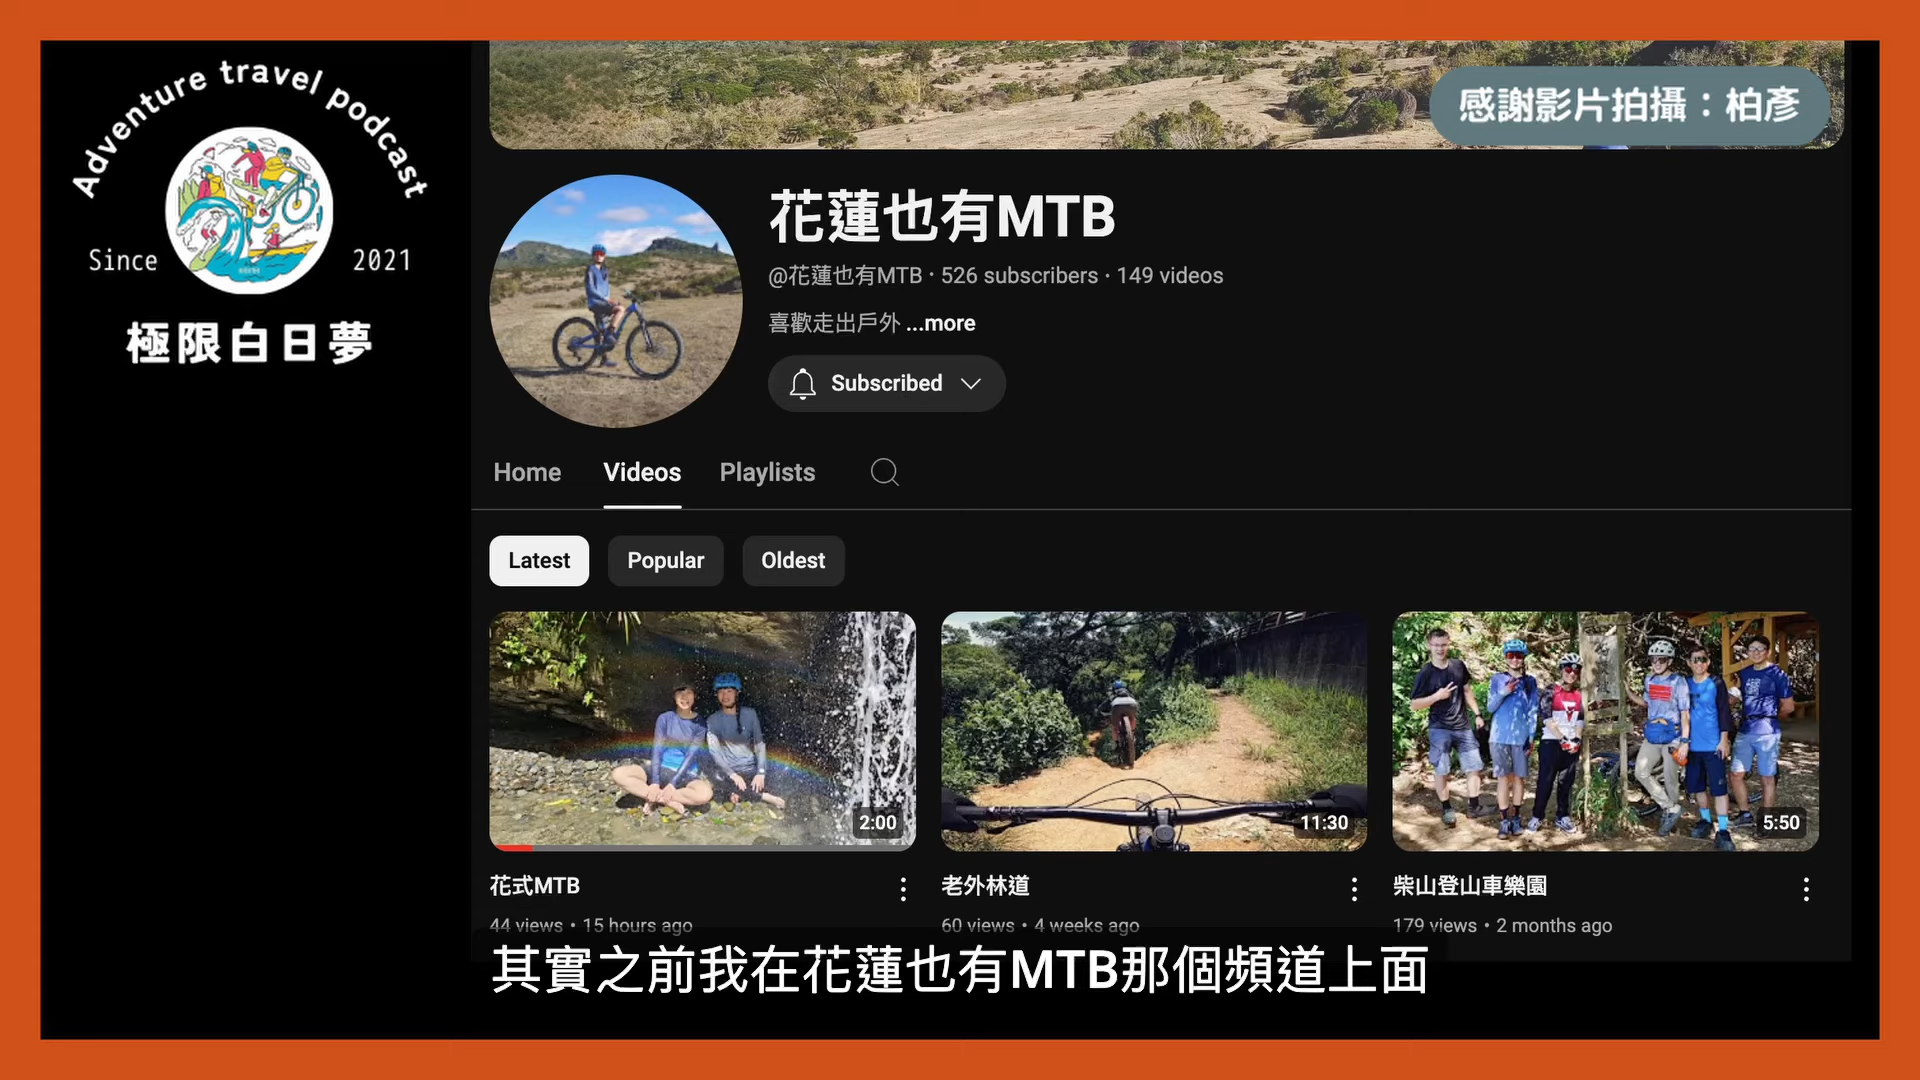 Adventure travel podcast
Since 2021
極限白日夢
感謝影片拍攝：柏彥
花蓮也有MTB
@花蓮也有MTB · 526 subscribers · 149 videos
喜歡走出戶外 ...more
Subscribed
Home Videos Playlists
Latest Popular Oldest
2:00 11:30 5:50
花式MTB 老外林道 柴山登山車樂園
44 views • 15 hours ago 60 views • 4 weeks ago 179 views • 2 months ago
其實之前我在花蓮也有MTB那個頻道上面